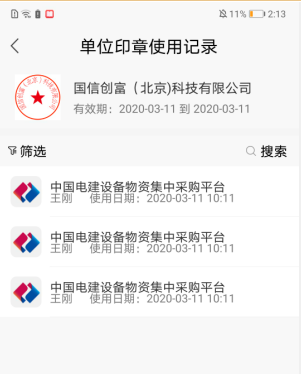 11% 2:13
单位印章使用记录
国信创富（北京)科技有限公司
有效期：2020-03-11 到 2020-03-11
筛选 搜索
中国电建设备物资集中采购平台
王刚 使用日期：2020-03-11 10:11
中国电建设备物资集中采购平台
王刚 使用日期：2020-03-11 10:11
中国电建设备物资集中采购平台
王刚 使用日期：2020-03-11 10:11